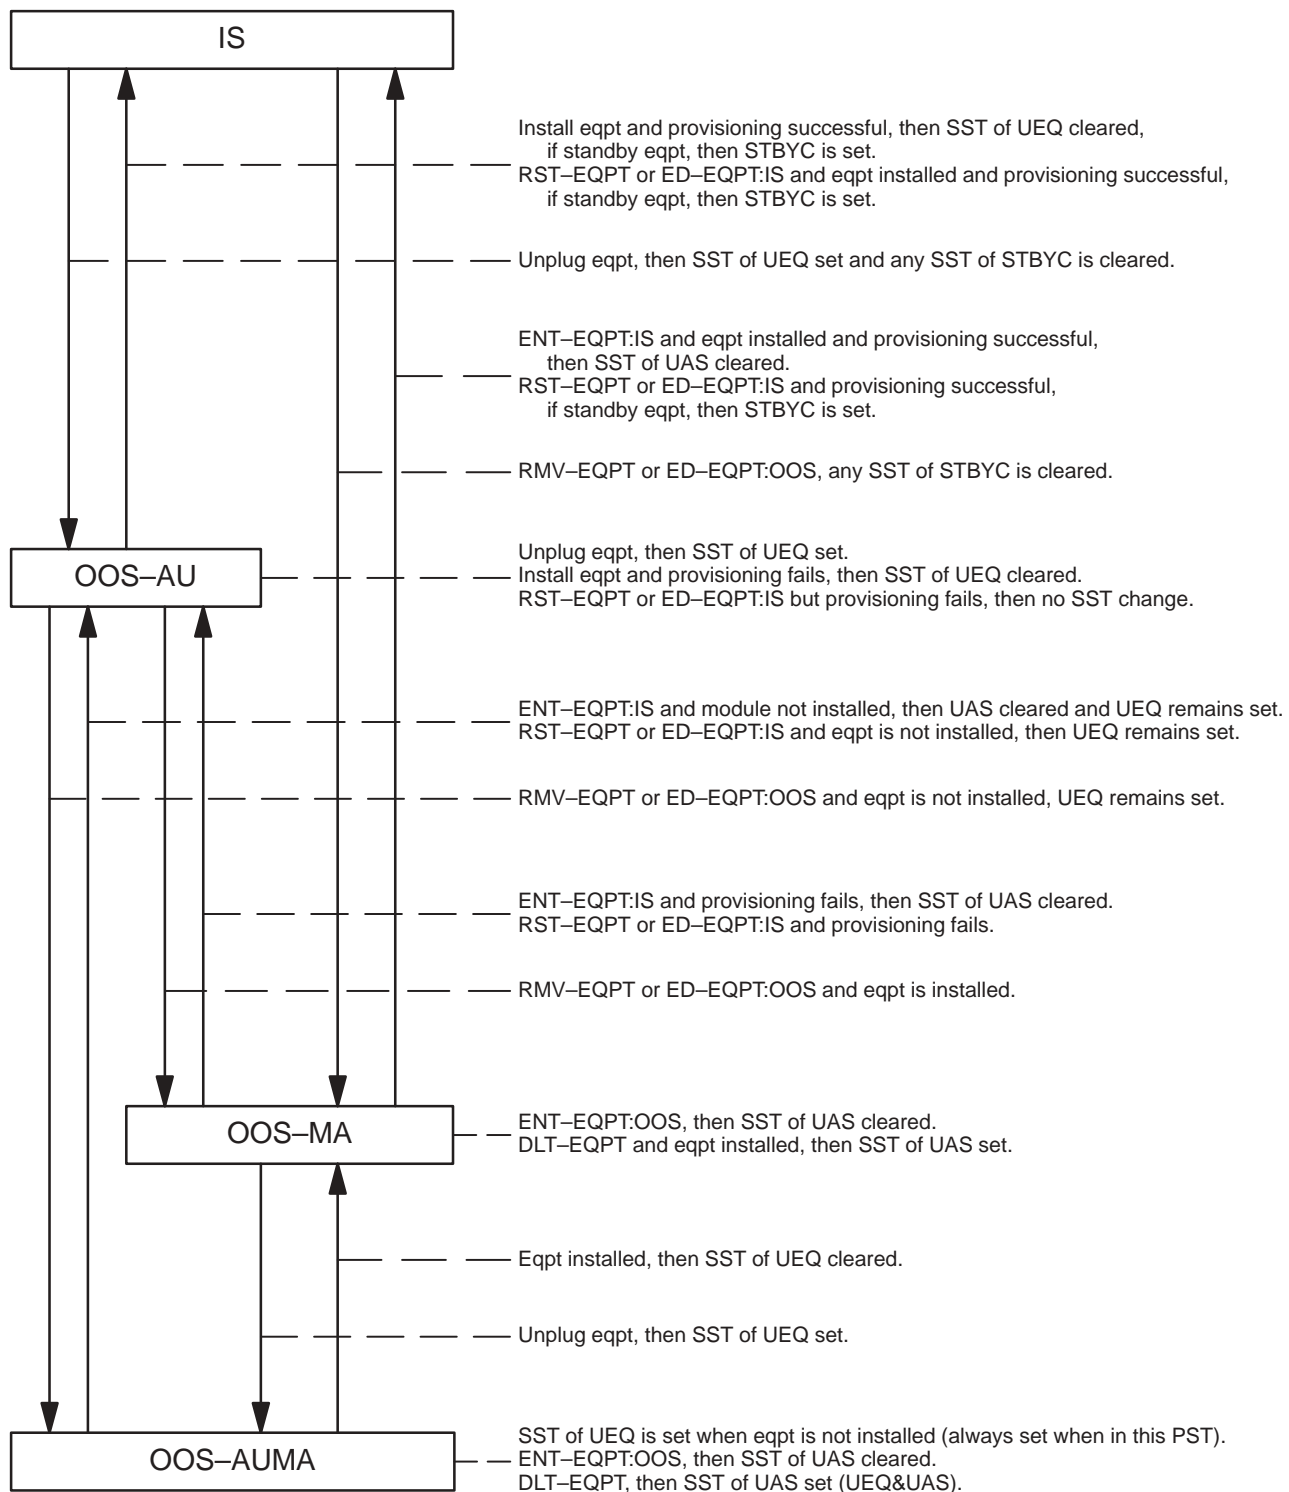 IS
Install eqpt and provisioning successful, then SST of UEQ cleared,
if standby eqpt, then STBYC is set.
RST–EQPT or ED–EQPT:IS and eqpt installed and provisioning successful,
if standby eqpt, then STBYC is set.
Unplug eqpt, then SST of UEQ set and any SST of STBYC is cleared.
ENT–EQPT:IS and eqpt installed and provisioning successful,
then SST of UAS cleared.
RST–EQPT or ED–EQPT:IS and provisioning successful,
if standby eqpt, then STBYC is set.
RMV–EQPT or ED–EQPT:OOS, any SST of STBYC is cleared.
OOS–AU
Unplug eqpt, then SST of UEQ set.
Install eqpt and provisioning fails, then SST of UEQ cleared.
RST–EQPT or ED–EQPT:IS but provisioning fails, then no SST change.
ENT–EQPT:IS and module not installed, then UAS cleared and UEQ remains set.
RST–EQPT or ED–EQPT:IS and eqpt is not installed, then UEQ remains set.
RMV–EQPT or ED–EQPT:OOS and eqpt is not installed, UEQ remains set.
ENT–EQPT:IS and provisioning fails, then SST of UAS cleared.
RST–EQPT or ED–EQPT:IS and provisioning fails.
RMV–EQPT or ED–EQPT:OOS and eqpt is installed.
OOS–MA
ENT–EQPT:OOS, then SST of UAS cleared.
DLT–EQPT and eqpt installed, then SST of UAS set.
Eqpt installed, then SST of UEQ cleared.
Unplug eqpt, then SST of UEQ set.
OOS–AUMA
SST of UEQ is set when eqpt is not installed (always set when in this PST).
ENT–EQPT:OOS, then SST of UAS cleared.
DLT–EQPT, then SST of UAS set (UEQ&UAS).